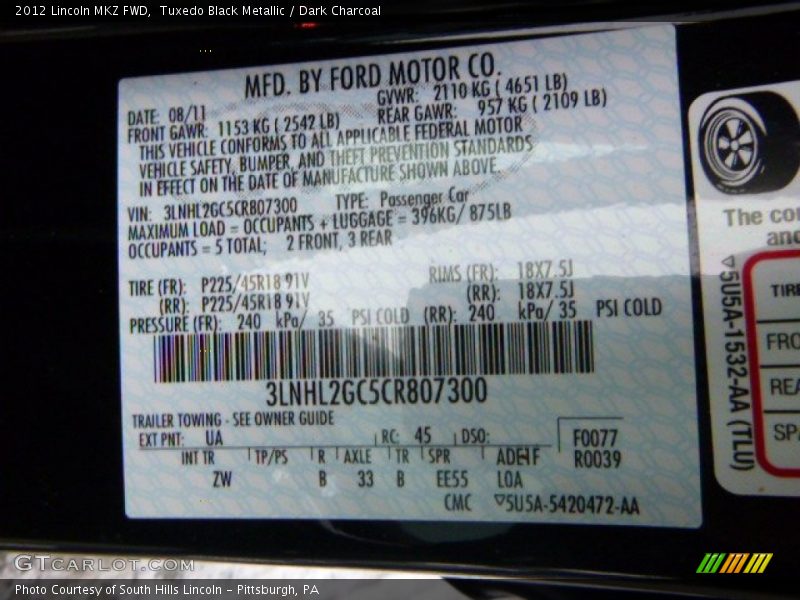 2012 Lincoln MKZ FWD,  Tuxedo Black Metallic / Dark Charcoal
MFD. BY FORD MOTOR CO.
DATE: 08/11 GVWR: 2110 KG ( 4651 LB)
FRONT GAWR: 1153 KG ( 2542 LB) REAR GAWR: 957 KG ( 2109 LB)
THIS VEHICLE CONFORMS TO ALL APPLICABLE FEDERAL MOTOR
VEHICLE SAFETY, BUMPER, AND THEFT PREVENTION STANDARDS
IN EFFECT ON THE DATE OF MANUFACTURE SHOWN ABOVE
VIN: 3LNHL2GC5CR807300 TYPE: Passenger Car
MAXIMUM LOAD = OCCUPANTS + LUGGAGE = 396KG/ 875LB
OCCUPANTS = 5 TOTAL; 2 FRONT, 3 REAR
TIRE (FR): P225/45R18 91V RIMS (FR): 18X7.5J
(RR): P225/45R18 91V (RR): 18X7.5J
PRESSURE (FR): 240 kPa/ 35 PSI COLD (RR): 240 kPa/ 35 PSI COLD
3LNHL2GC5CR807300
TRAILER TOWING - SEE OWNER GUIDE
EXT PNT: UA RC: 45 DSO: F0077
INT TR TP/PS R AXLE TR SPR R0039
ZW B 33 B EE55 LOA
CMC ▽5U5A-5420472-AA
The co
and
▽5U5A-1532-AA (TLU)
TIRE
FRO
REA
SPA
GTCarLot.com
Photo Courtesy of South Hills Lincoln - Pittsburgh, PA